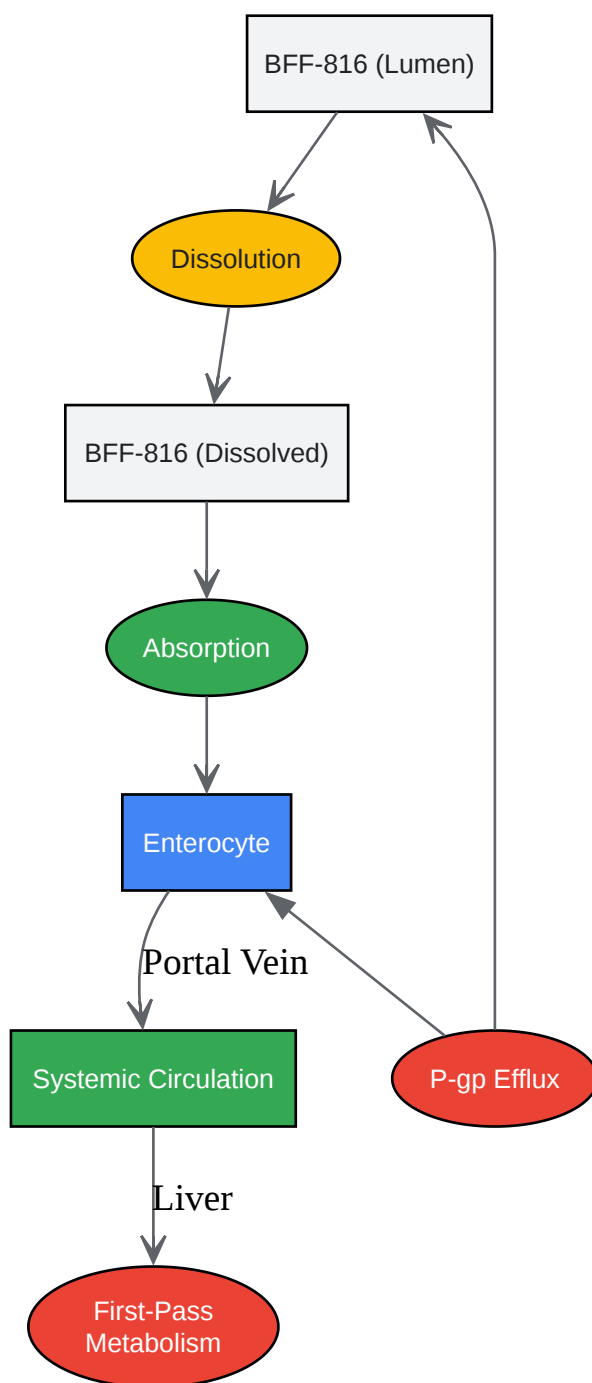 BFF-816 (Lumen)
Dissolution
BFF-816 (Dissolved)
Absorption
Enterocyte
Portal Vein
Systemic Circulation
P-gp Efflux
Liver
First-Pass
Metabolism